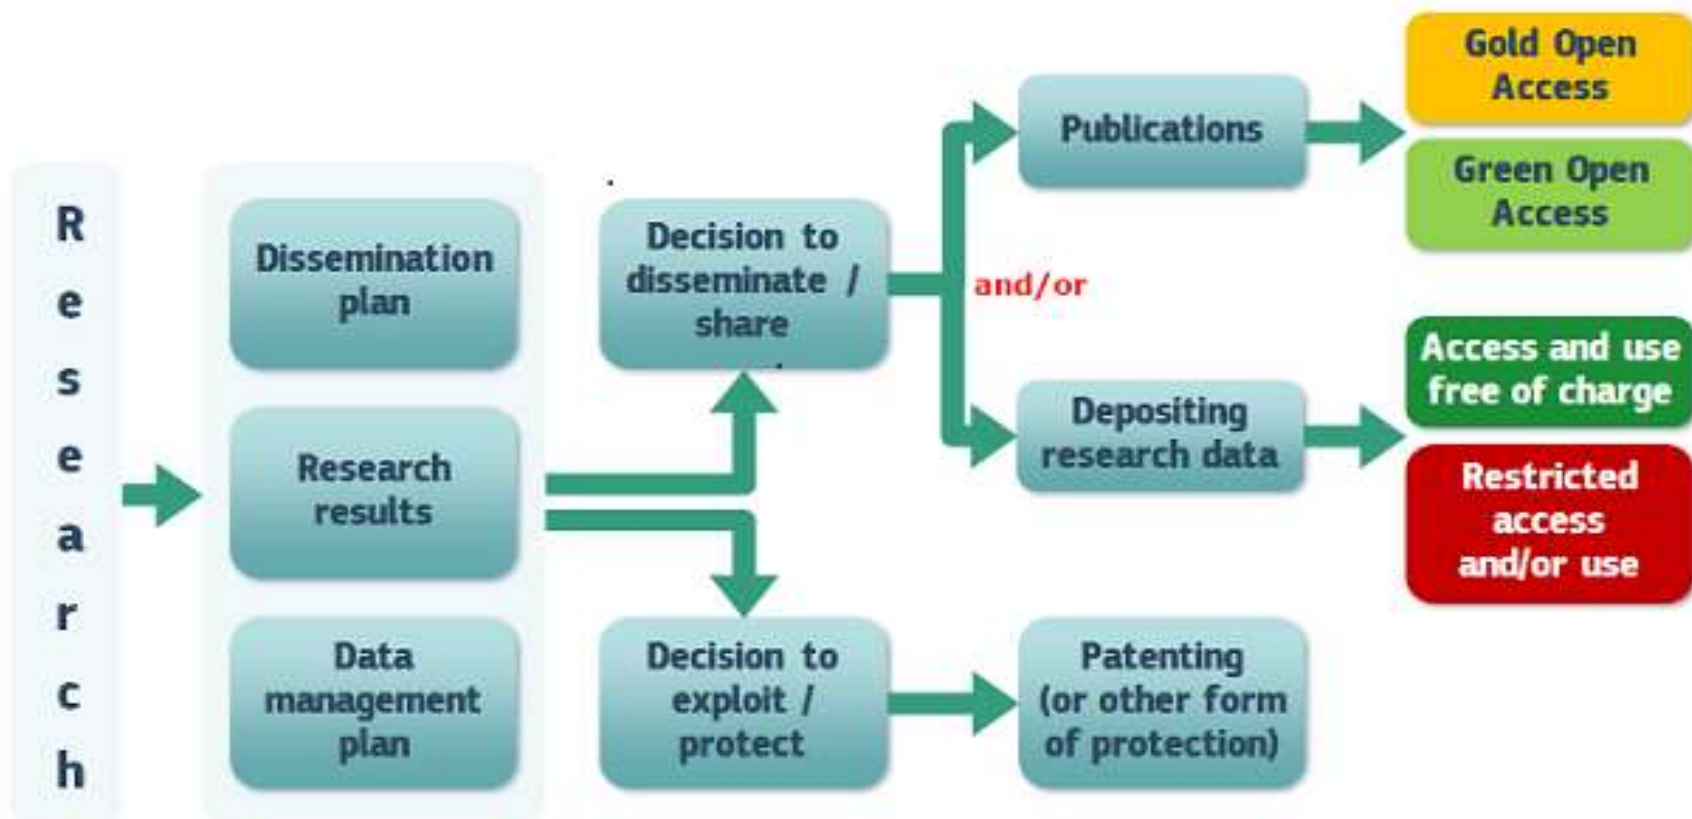 Research
Dissemination
plan
Research
results
Data
management
plan
Decision to
disseminate /
share
Decision to
exploit /
protect
and/or
Publications
Depositing
research data
Patenting
(or other form
of protection)
Gold Open
Access
Green Open
Access
Access and use
free of charge
Restricted
access
and/or use